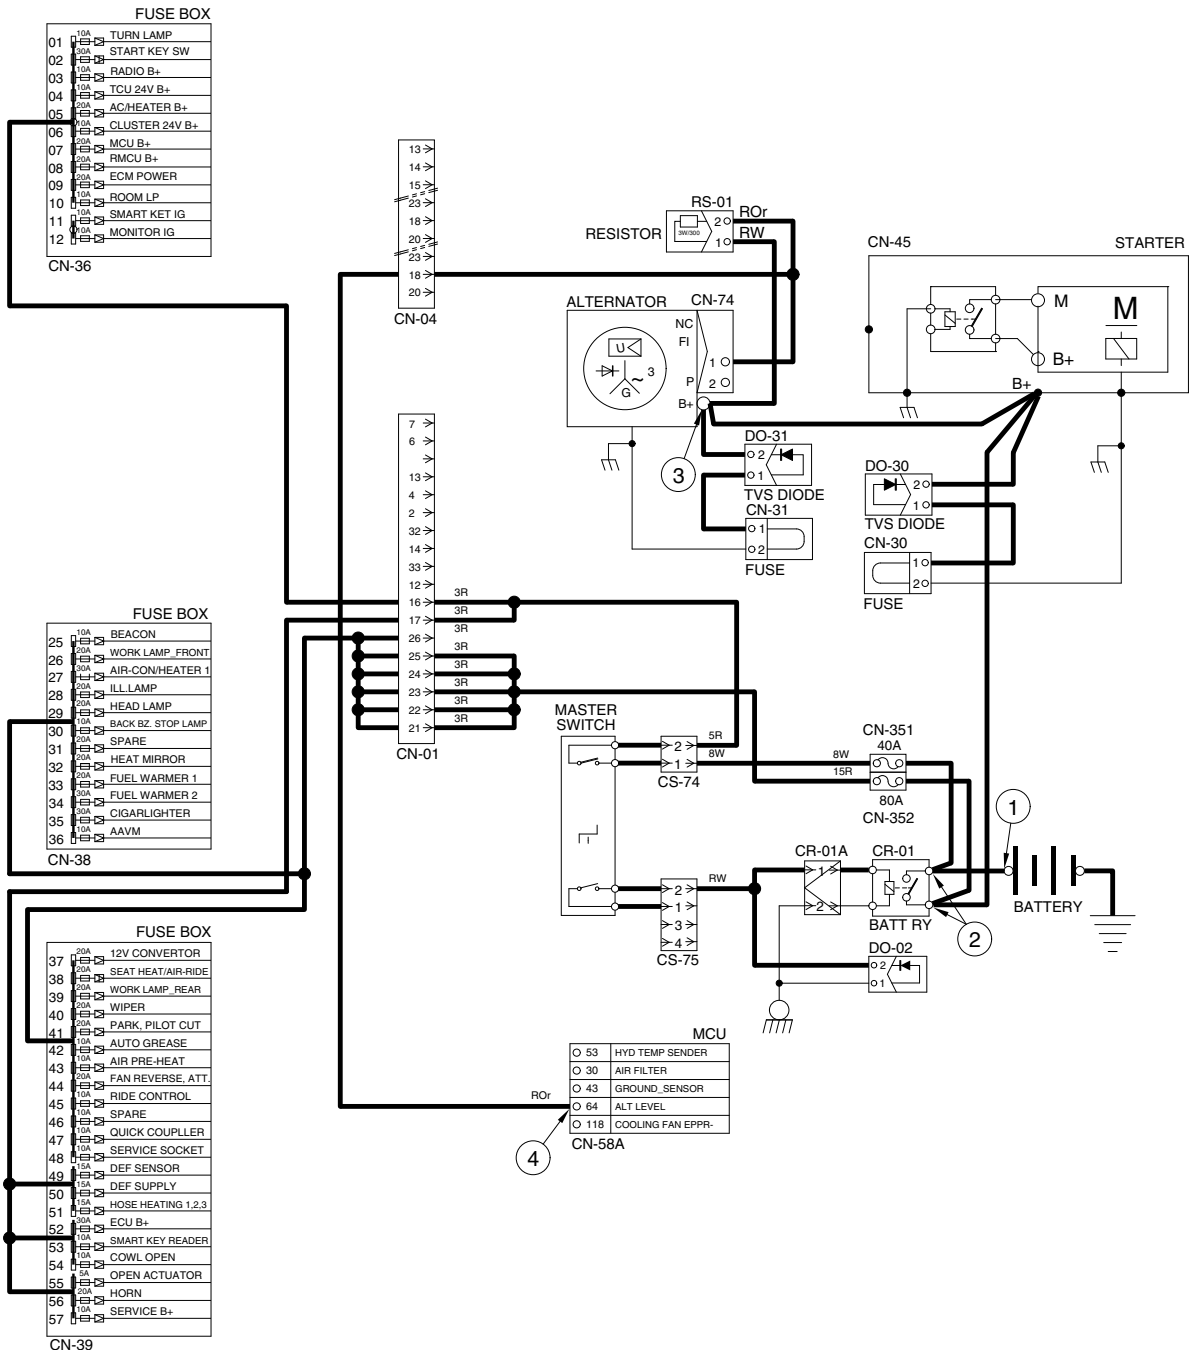 FUSE BOX
01 10A TURN LAMP
02 30A START KEY SW
03 10A RADIO B+
04 10A TCU 24V B+
05 20A AC/HEATER B+
06 10A CLUSTER 24V B+
07 20A MCU B+
08 20A RMCU B+
09 20A ECM POWER
10 10A ROOM LP
11 10A SMART KET IG
12 10A MONITOR IG
CN-36
13
14
15
23
18
20
23
18
20
CN-04
RS-01
RESISTOR
3W/300
2 ROr
1 RW
ALTERNATOR
CN-74
NC
FI
U
3
G
1
P 2
B+
3
CN-45
STARTER
M
M
B+
B+
DO-31
2
1
TVS DIODE
CN-31
1
2
FUSE
DO-30
2
1
TVS DIODE
CN-30
1
2
FUSE
7
6
13
4
2
32
14
33
12
16 3R
17 3R
26 3R
25 3R
24 3R
23 3R
22 3R
21 3R
CN-01
FUSE BOX
25 10A BEACON
26 20A WORK LAMP_FRONT
27 30A AIR-CON/HEATER 1
28 20A ILL.LAMP
29 20A HEAD LAMP
30 10A BACK BZ. STOP LAMP
31 20A SPARE
32 20A HEAT MIRROR
33 20A FUEL WARMER 1
34 30A FUEL WARMER 2
35 30A CIGARLIGHTER
36 10A AAVM
CN-38
MASTER
SWITCH
2 5R
1 8W
CS-74
CN-351
40A
8W
15R
80A
CN-352
1
BATTERY
2
CR-01A
1
2
CR-01
BATT RY
2 RW
1
3
4
CS-75
DO-02
2
1
FUSE BOX
37 20A 12V CONVERTOR
38 20A SEAT HEAT/AIR-RIDE
39 20A WORK LAMP_REAR
40 20A WIPER
41 20A PARK, PILOT CUT
42 10A AUTO GREASE
43 10A AIR PRE-HEAT
44 20A FAN REVERSE, ATT.
45 10A RIDE CONTROL
46 10A SPARE
47 10A QUICK COUPLLER
48 10A SERVICE SOCKET
49 15A DEF SENSOR
50 15A DEF SUPPLY
51 15A HOSE HEATING 1,2,3
52 30A ECU B+
53 10A SMART KEY READER
54 10A COWL OPEN
55 5A OPEN ACTUATOR
56 20A HORN
57 10A SERVICE B+
CN-39
MCU
53 HYD TEMP SENDER
30 AIR FILTER
43 GROUND_SENSOR
ROr 64 ALT LEVEL
118 COOLING FAN EPPR-
CN-58A
4